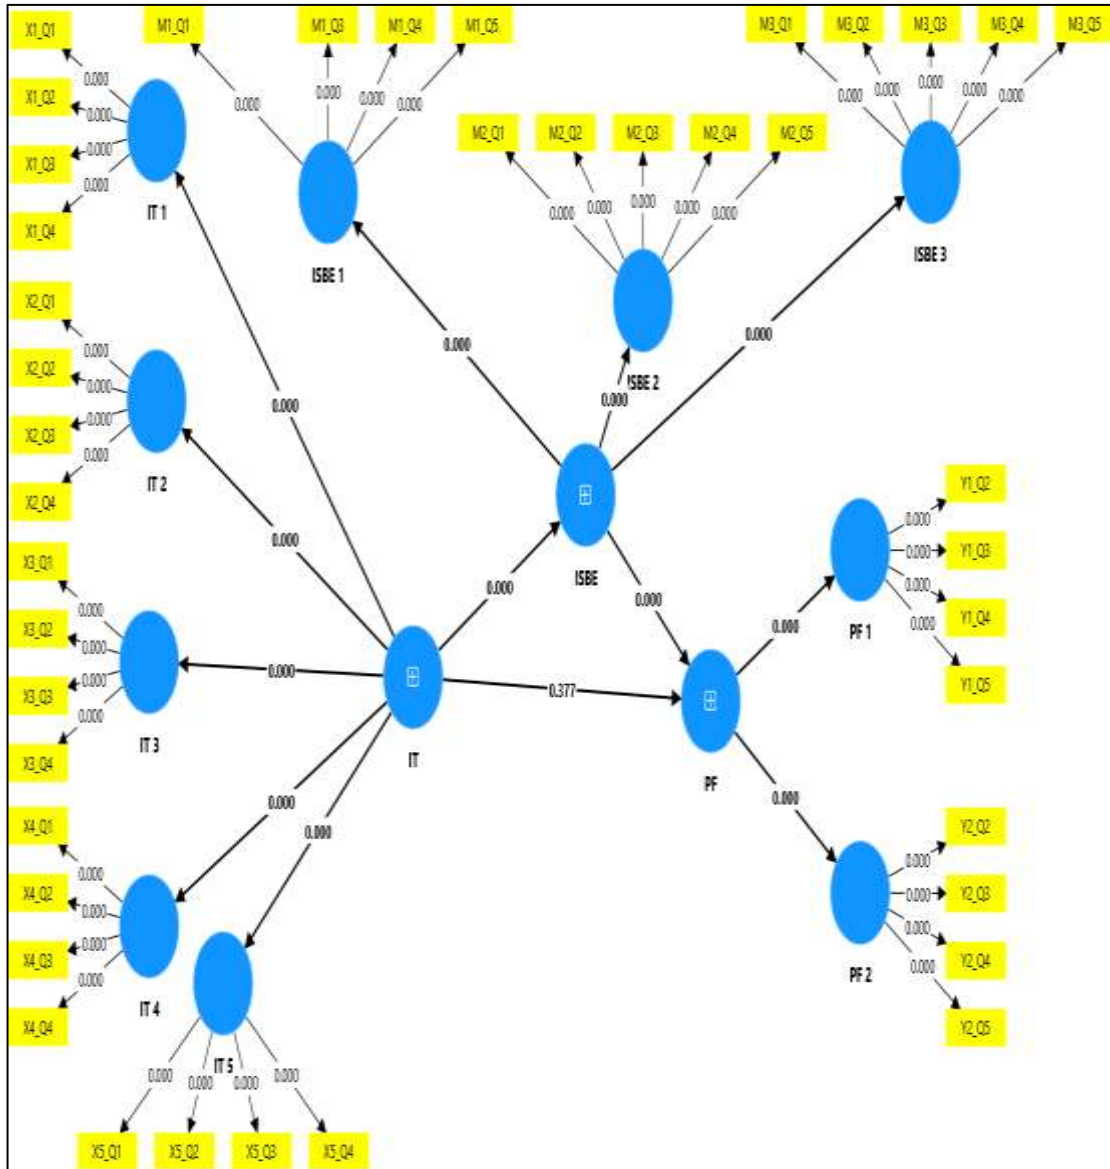 X1_Q1
M1_Q1
M1_Q3
M1_Q4
M1_Q5
M3_Q1
M3_Q2
M3_Q3
M3_Q4
M3_Q5
0.000
0.000
0.000
0.000
X1_Q2
X1_Q3
X1_Q4
IT 1
0.000
0.000
0.000
0.000
ISBE 1
M2_Q1
M2_Q2
M2_Q3
M2_Q4
M2_Q5
0.000
0.000
0.000
0.000
0.000
0.000
0.000
0.000
0.000
0.000
ISBE 3
X2_Q1
X2_Q2
X2_Q3
X2_Q4
0.000
0.000
0.000
0.000
IT 2
0.000
0.000
0.000
SBE 2
0.000
0.000
0.000
ISBE
X3_Q1
X3_Q2
X3_Q3
X3_Q4
0.000
0.000
0.000
0.000
IT 3
0.000
IT
0.000
0.000
0.377
PF
0.000
PF 1
0.000
0.000
0.000
0.000
Y1_Q2
Y1_Q3
Y1_Q4
Y1_Q5
X4_Q1
X4_Q2
X4_Q3
X4_Q4
0.000
0.000
0.000
0.000
IT 4
0.000
0.000
IT 5
0.000
0.000
0.000
0.000
X5_Q1
X5_Q2
X5_Q3
X5_Q4
0.000
PF 2
0.000
0.000
0.000
0.000
Y2_Q2
Y2_Q3
Y2_Q4
Y2_Q5